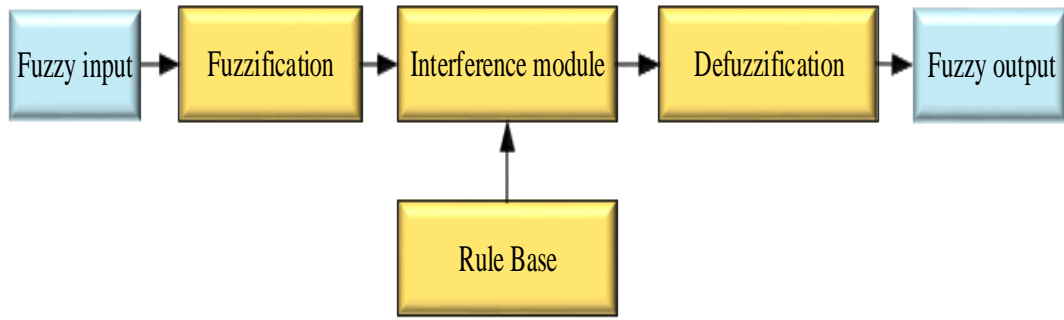 Fuzzy input
Fuzzification
Interference module
Defuzzification
Fuzzy output
Rule Base